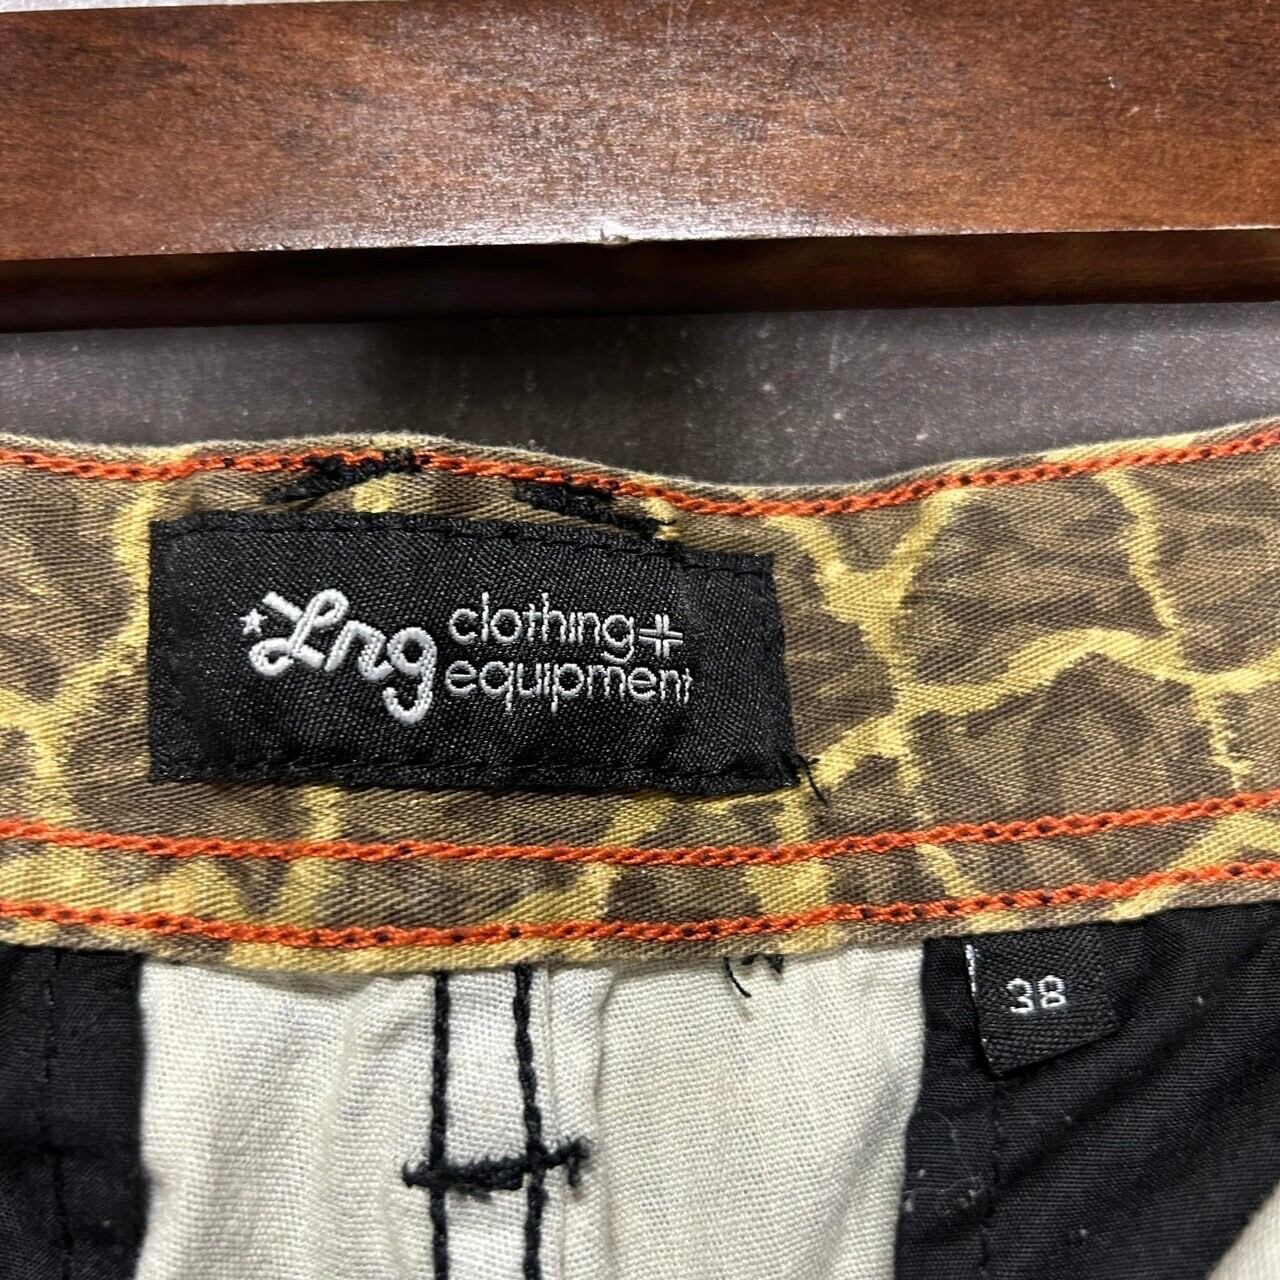 Lrg clothing+
equipment
38